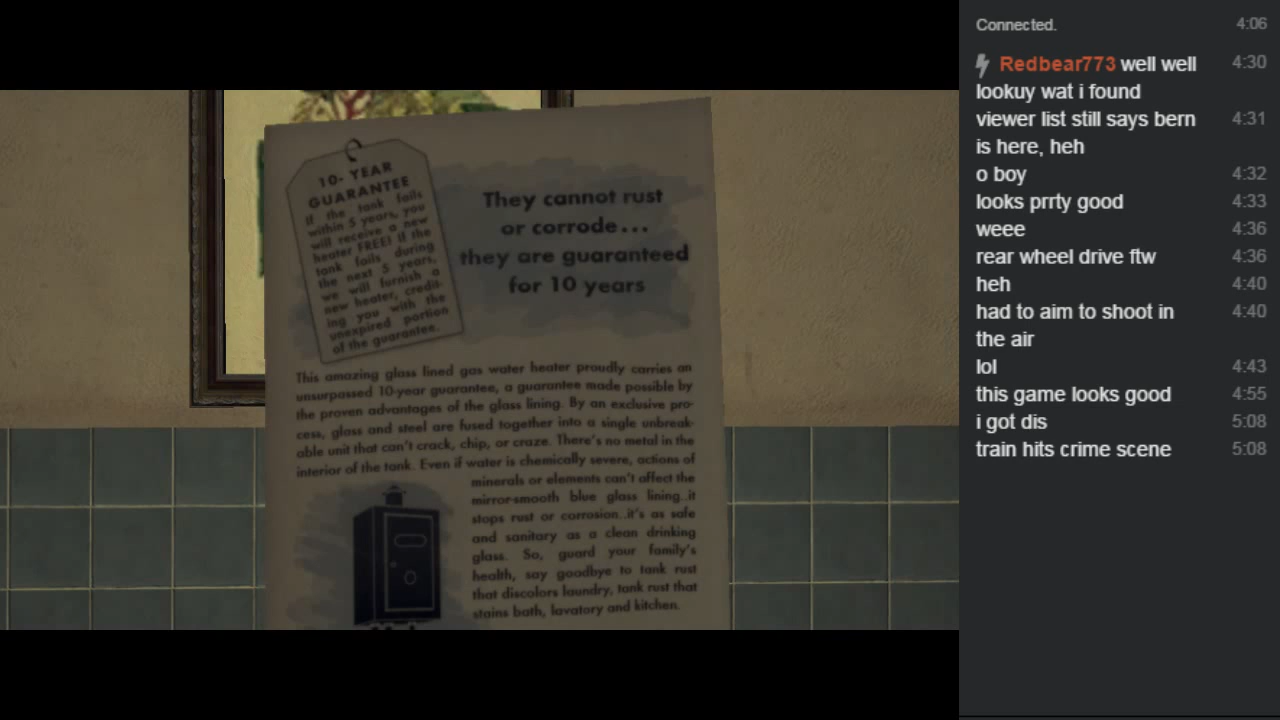 10- YEAR
GUARANTEE
If the tank fails
within 5 years, you
will receive a new
heater FREE! If the
tank fails during
the next 5 years,
we will furnish a
new heater, credit-
ing you with the
unexpired portion
of the guarantee.
They cannot rust
or corrode...
they are guaranteed
for 10 years
This amazing glass lined gas water heater proudly carries an
unsurpassed 10-year guarantee, a guarantee made possible by
the proven advantages of the glass lining. By an exclusive pro-
cess, glass and steel are fused together into a single unbreak-
able unit that can't crack, chip, or craze. There's no metal in the
interior of the tank. Even if water is chemically severe, actions of
minerals or elements can't affect the
mirror-smooth blue glass lining..it
stops rust or corrosion..it's as safe
and sanitary as a clean drinking
glass. So, guard your family's
health, say goodbye to tank rust
that discolors laundry, tank rust that
stains bath, lavatory and kitchen.
Connected. 4:06
Redbear773 well well 4:30
lookuy wat i found
viewer list still says bern 4:31
is here, heh
o boy 4:32
looks prrty good 4:33
weee 4:36
rear wheel drive ftw 4:36
heh 4:40
had to aim to shoot in 4:40
the air
lol 4:43
this game looks good 4:55
i got dis 5:08
train hits crime scene 5:08